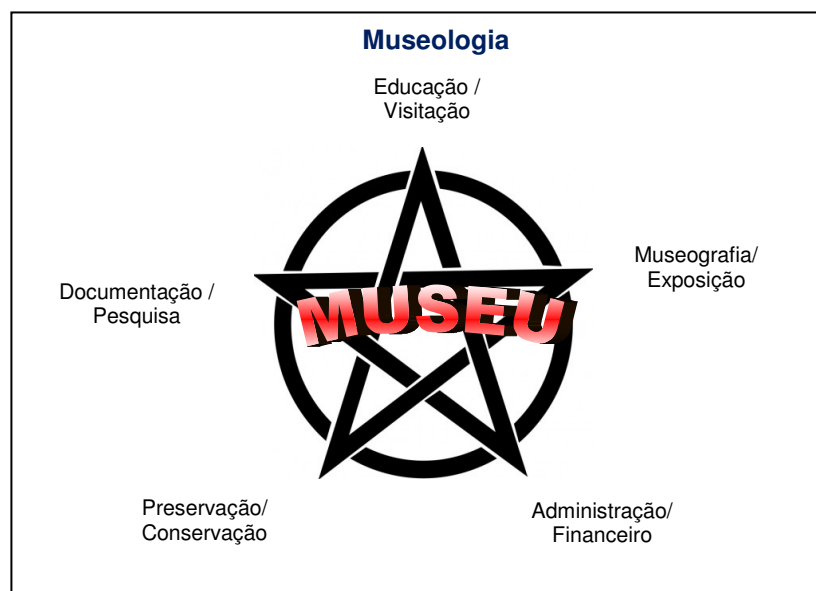 Museologia
Educação /
Visitação
Museografia/
Exposição
Documentação /
Pesquisa
MUSEU
Preservação/
Conservação
Administração/
Financeiro